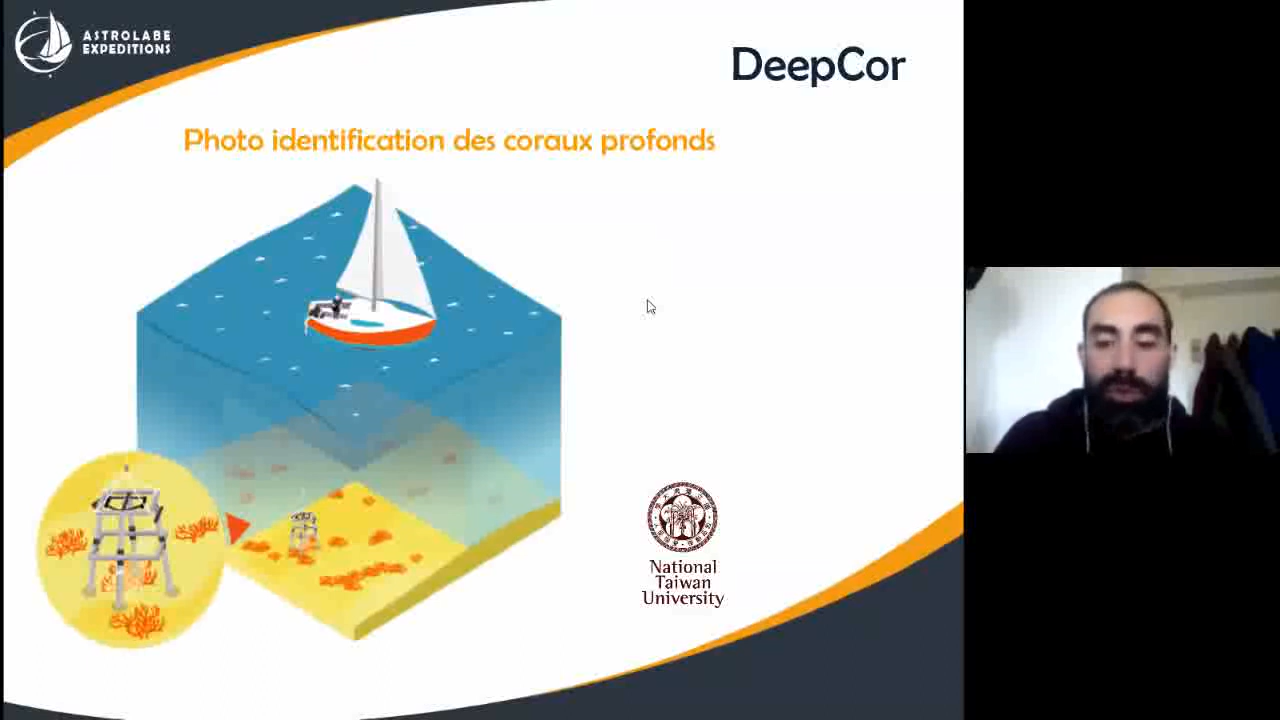 ASTROLABE
EXPEDITIONS
DeepCor
Photo identification des coraux profonds
National
Taiwan
University